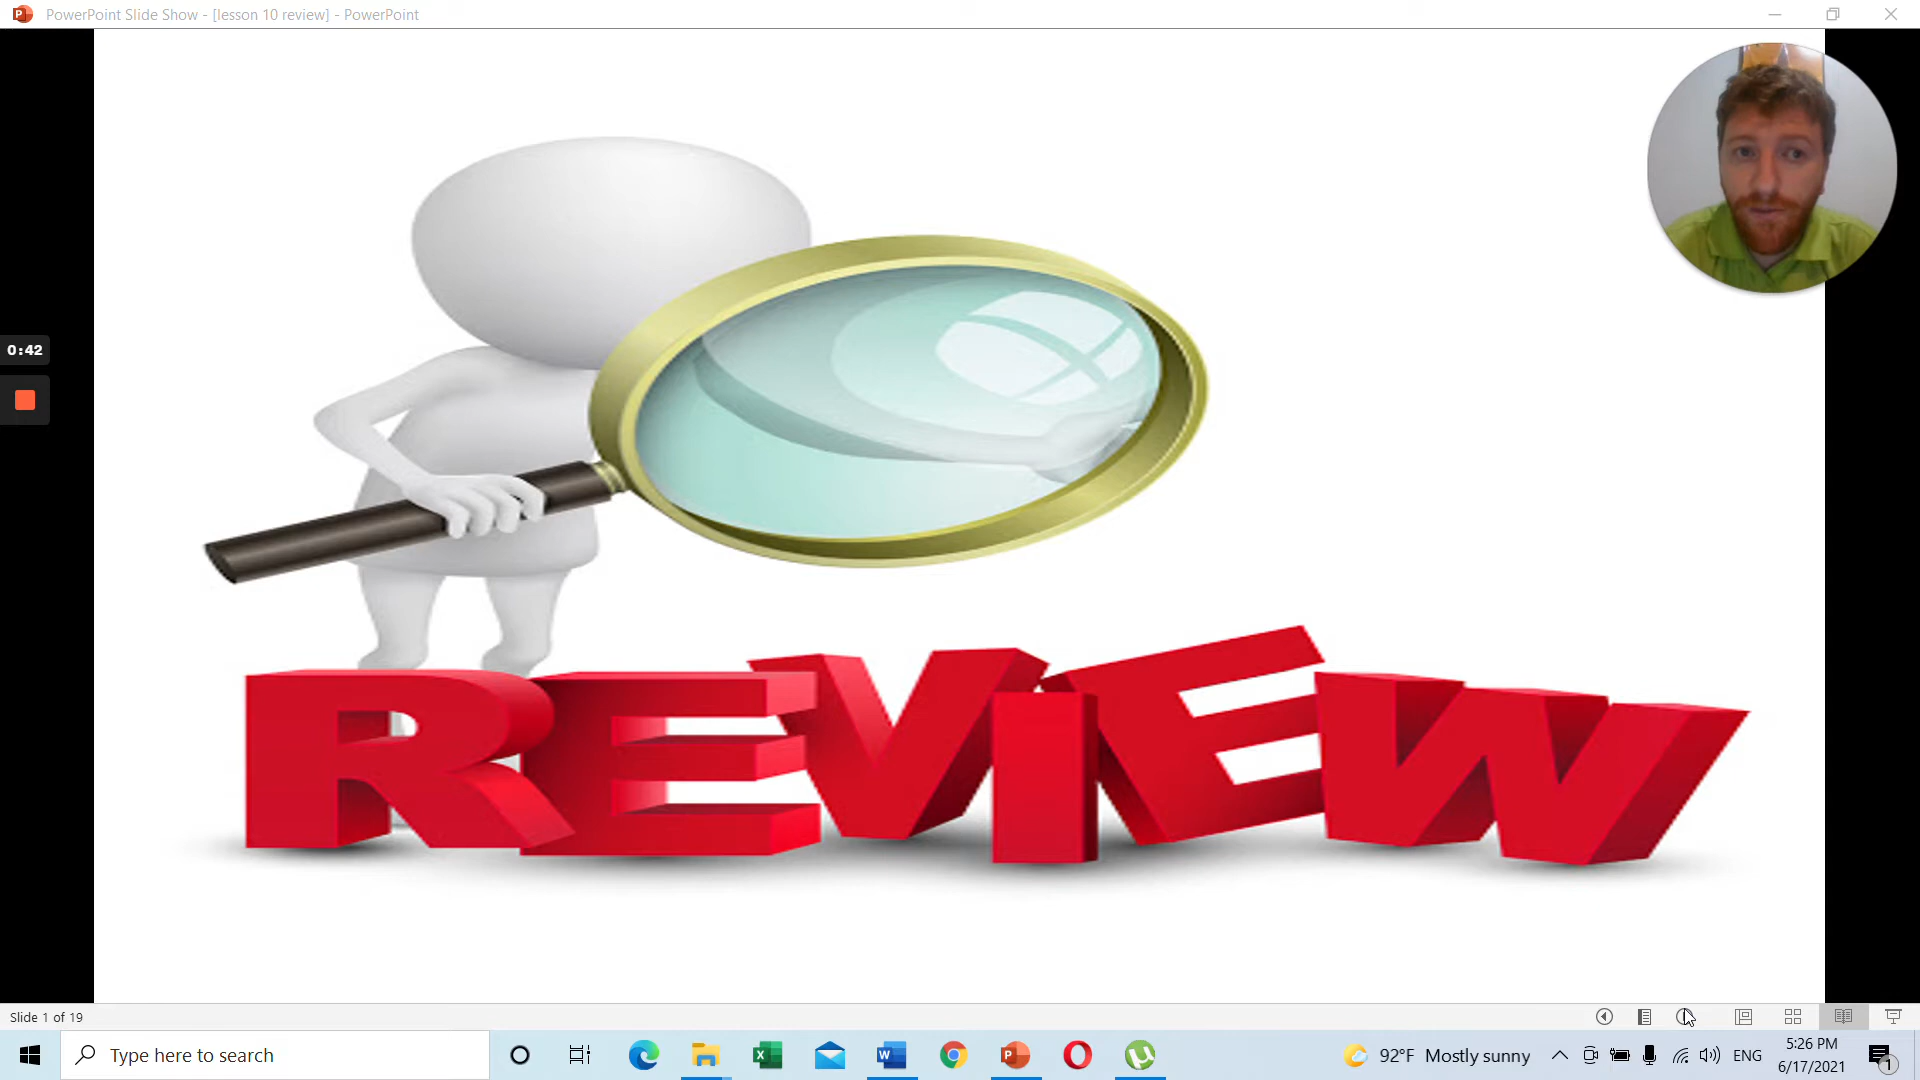 PowerPoint Slide Show - [lesson 10 review] - PowerPoint
0:42
REVIEW
Slide 1 of 19
Type here to search
92°F Mostly sunny
ENG
5:26 PM
6/17/2021
1